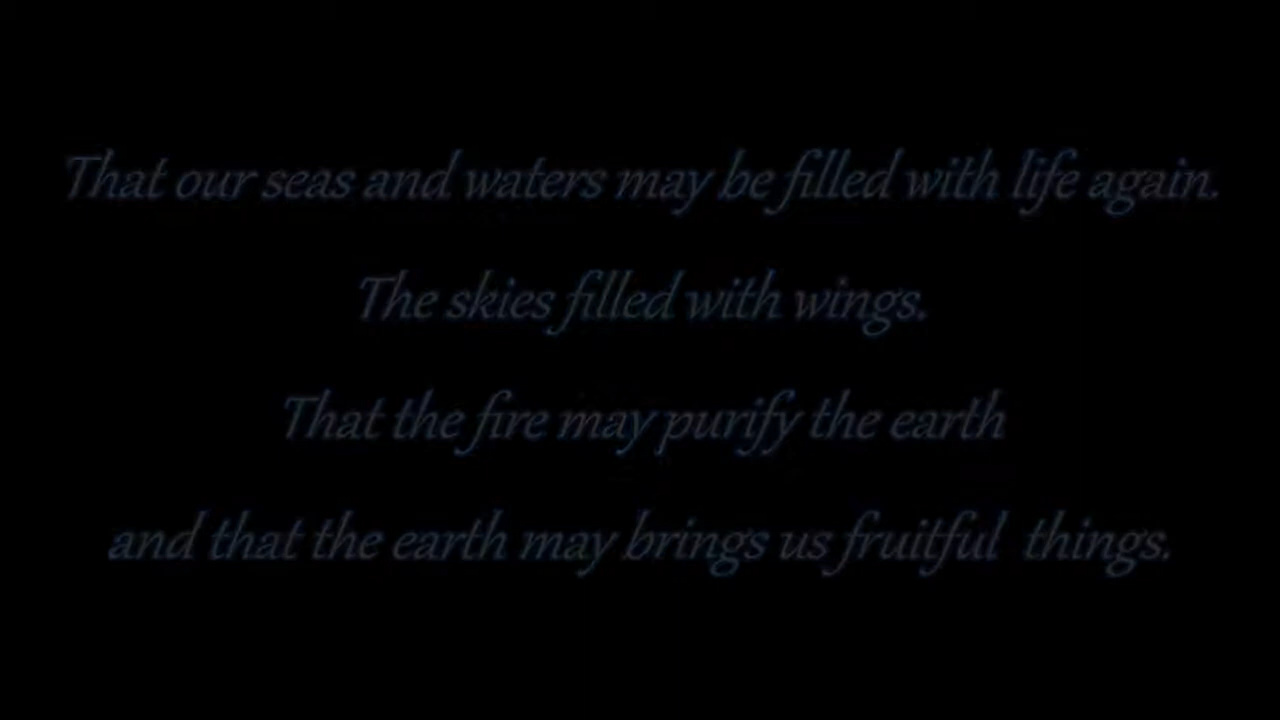 That our seas and waters may be filled with life again.
The skies filled with wings.
That the fire may purify the earth
and that the earth may brings us fruitful things.